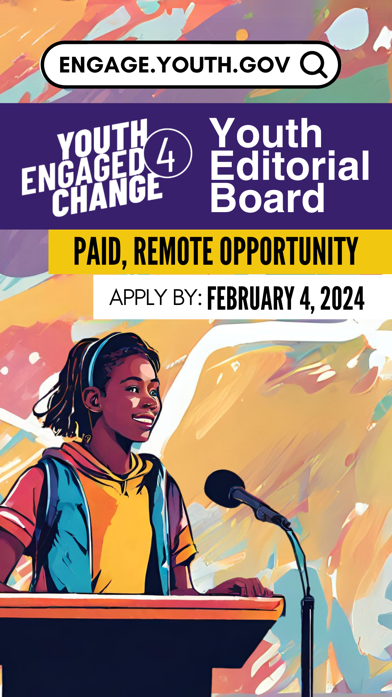 ENGAGE.YOUTH.GOV
YOUTH
ENGAGED 4
CHANGE
Youth
Editorial
Board
PAID, REMOTE OPPORTUNITY
APPLY BY: FEBRUARY 4, 2024